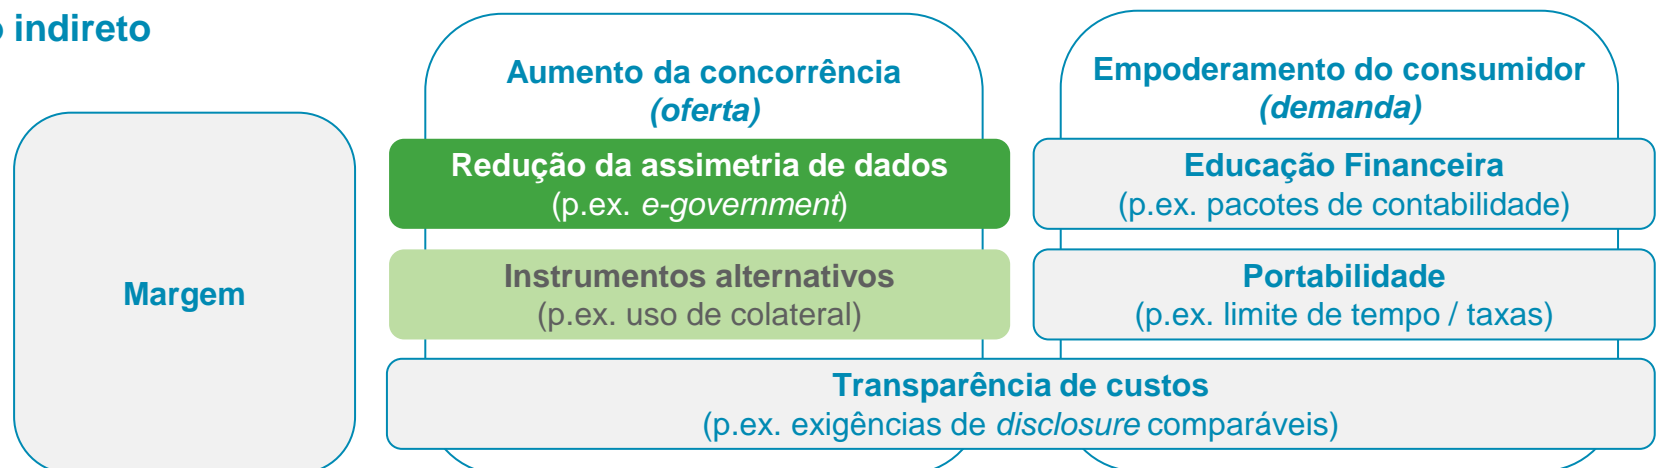 indireto
Margem
Aumento da concorrência
(oferta)
Redução da assimetria de dados
(p.ex. e-government)
Instrumentos alternativos
(p.ex. uso de colateral)
Empoderamento do consumidor
(demanda)
Educação Financeira
(p.ex. pacotes de contabilidade)
Portabilidade
(p.ex. limite de tempo / taxas)
Transparência de custos
(p.ex. exigências de disclosure comparáveis)